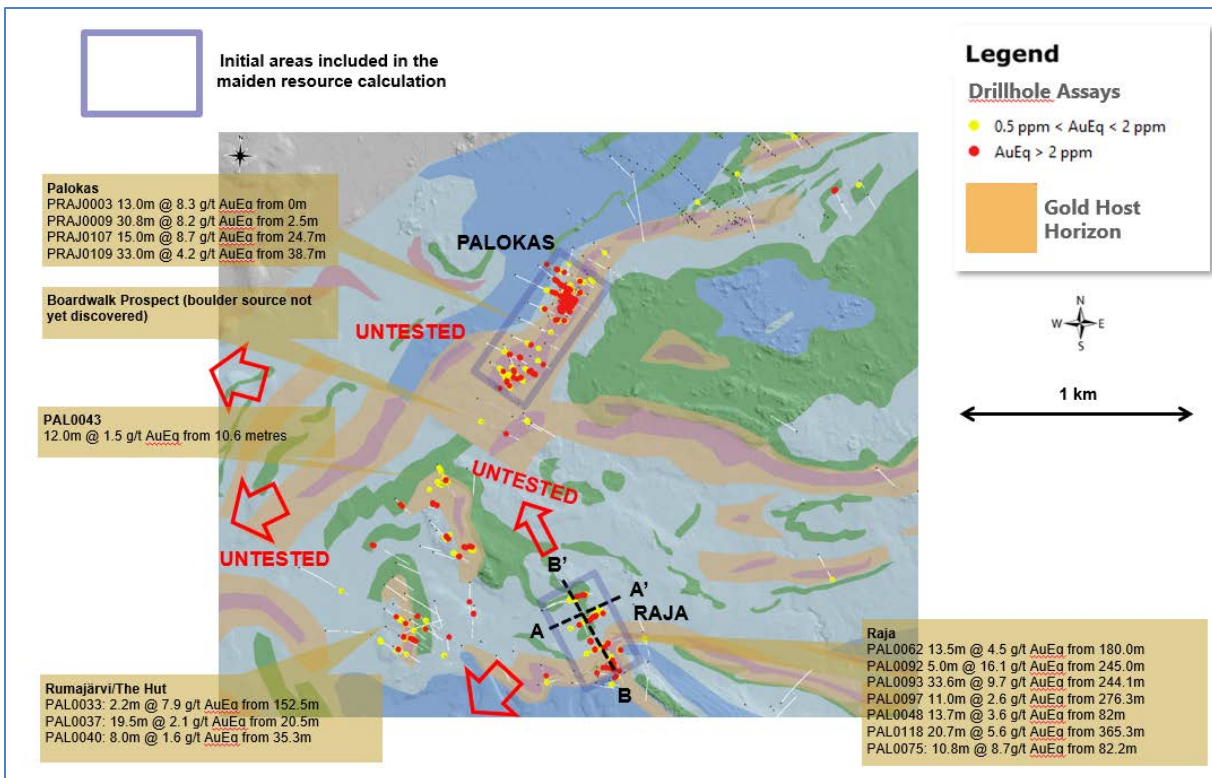 Initial areas included in the
maiden resource calculation
Legend
Drillhole Assays
0.5 ppm < AuEq < 2 ppm
AuEq > 2 ppm
Gold Host
Horizon
N
Palokas
PRAJ0003 13.0m @ 8.3 g/t AuEq from 0m
PRAJ0009 30.8m @ 8.2 g/t AuEq from 2.5m
PRAJ0107 15.0m @ 8.7 g/t AuEq from 24.7m
PRAJ0109 33.0m @ 4.2 g/t AuEq from 38.7m
PALOKAS
Boardwalk Prospect (boulder source not
yet discovered)
UNTESTED
N
W E
S
1 km
PAL0043
12.0m @ 1.5 g/t AuEq from 10.6 metres
UNTESTED
UNTESTED
B'
A'
RAJA
A
B
Rumajärvi/The Hut
PAL0033: 2.2m @ 7.9 g/t AuEq from 152.5m
PAL0037: 19.5m @ 2.1 g/t AuEq from 20.5m
PAL0040: 8.0m @ 1.6 g/t AuEq from 35.3m
Raja
PAL0062 13.5m @ 4.5 g/t AuEq from 180.0m
PAL0092 5.0m @ 16.1 g/t AuEq from 245.0m
PAL0093 33.6m @ 9.7 g/t AuEq from 244.1m
PAL0097 11.0m @ 2.6 g/t AuEq from 276.3m
PAL0048 13.7m @ 3.6 g/t AuEq from 82m
PAL0118 20.7m @ 5.6 g/t AuEq from 365.3m
PAL0075: 10.8m @ 8.7g/t AuEq from 82.2m